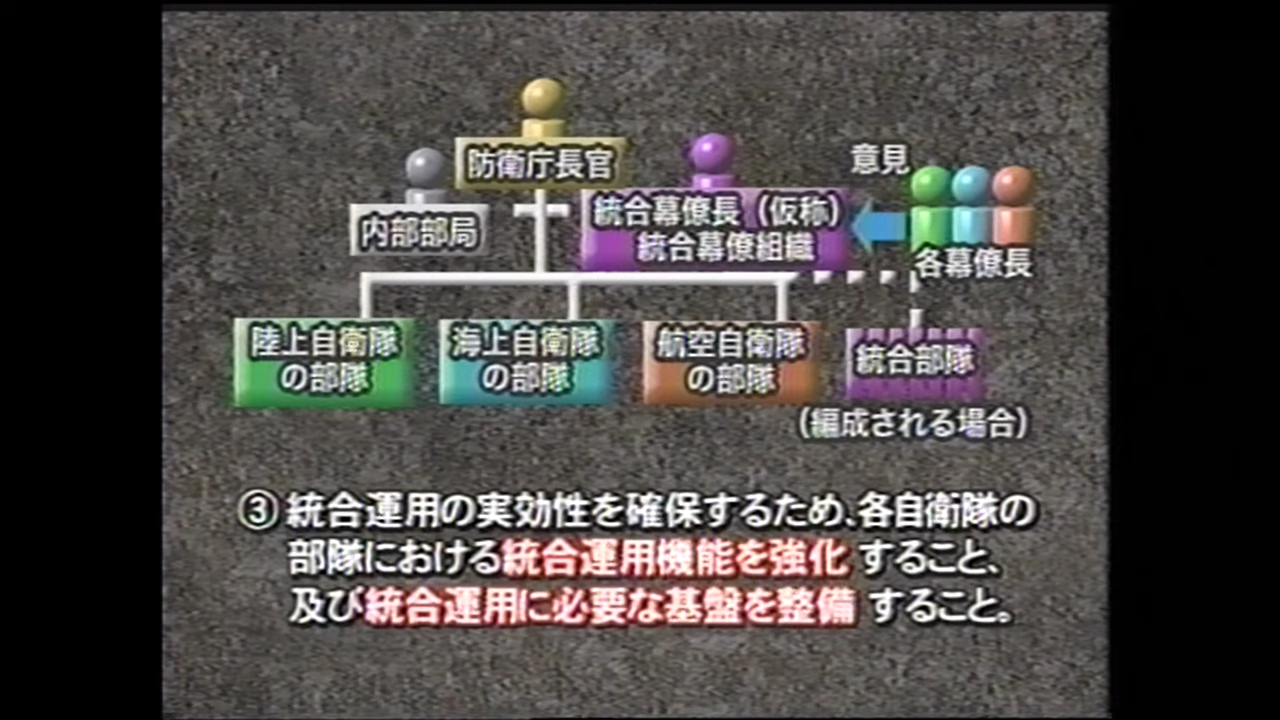 防衛庁長官
意見
内部部局
統合幕僚長（仮称）
統合幕僚組織
各幕僚長
陸上自衛隊
の部隊
海上自衛隊
の部隊
航空自衛隊
の部隊
統合部隊
（編成される場合）
③統合運用の実効性を確保するため、各自衛隊の
部隊における統合運用機能を強化すること、
及び統合運用に必要な基盤を整備すること。